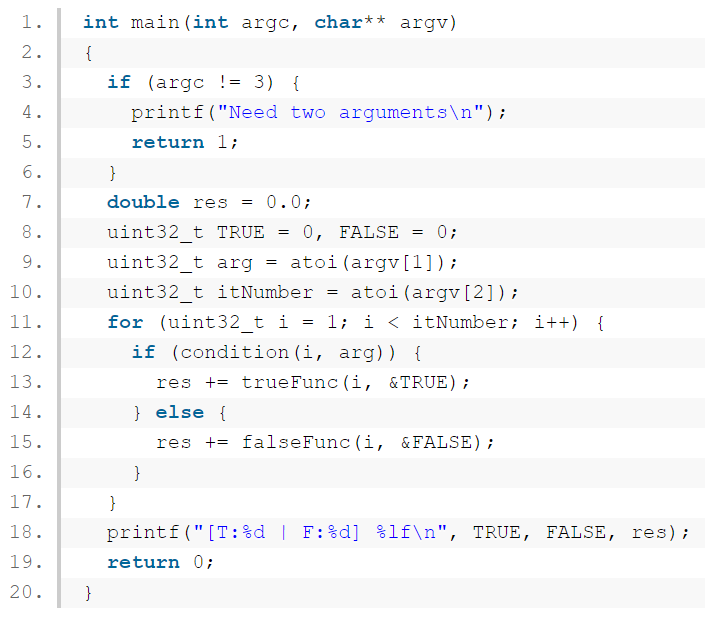 1. int main(int argc, char** argv)
2. {
3.   if (argc != 3) {
4.     printf("Need two arguments\n");
5.     return 1;
6.   }
7.   double res = 0.0;
8.   uint32_t TRUE = 0, FALSE = 0;
9.   uint32_t arg = atoi(argv[1]);
10.   uint32_t itNumber = atoi(argv[2]);
11.   for (uint32_t i = 1; i < itNumber; i++) {
12.     if (condition(i, arg)) {
13.       res += trueFunc(i, &TRUE);
14.     } else {
15.       res += falseFunc(i, &FALSE);
16.     }
17.   }
18.   printf("[T:%d | F:%d] %lf\n", TRUE, FALSE, res);
19.   return 0;
20. }